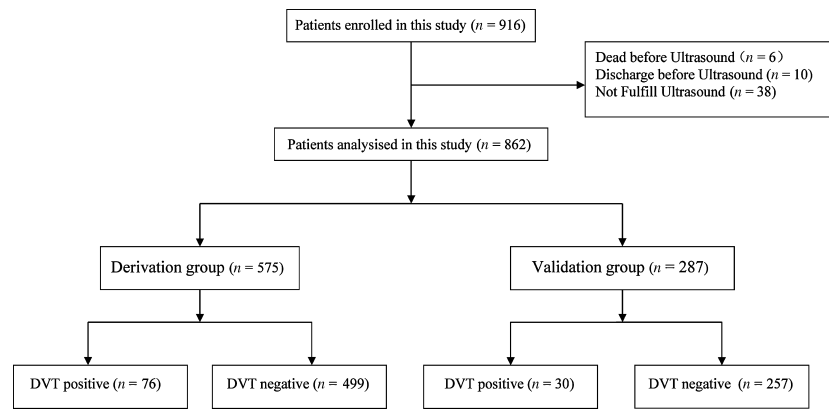 Patients enrolled in this study (n = 916)
Dead before Ultrasound (n = 6)
Discharge before Ultrasound (n = 10)
Not Fulfill Ultrasound (n = 38)
Patients analysised in this study (n = 862)
Derivation group (n = 575)
Validation group (n = 287)
DVT positive (n = 76)
DVT negative (n = 499)
DVT positive (n = 30)
DVT negative (n = 257)